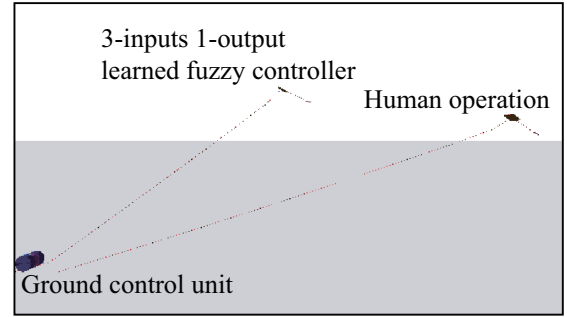 3-inputs 1-output
learned fuzzy controller
Human operation
Ground control unit